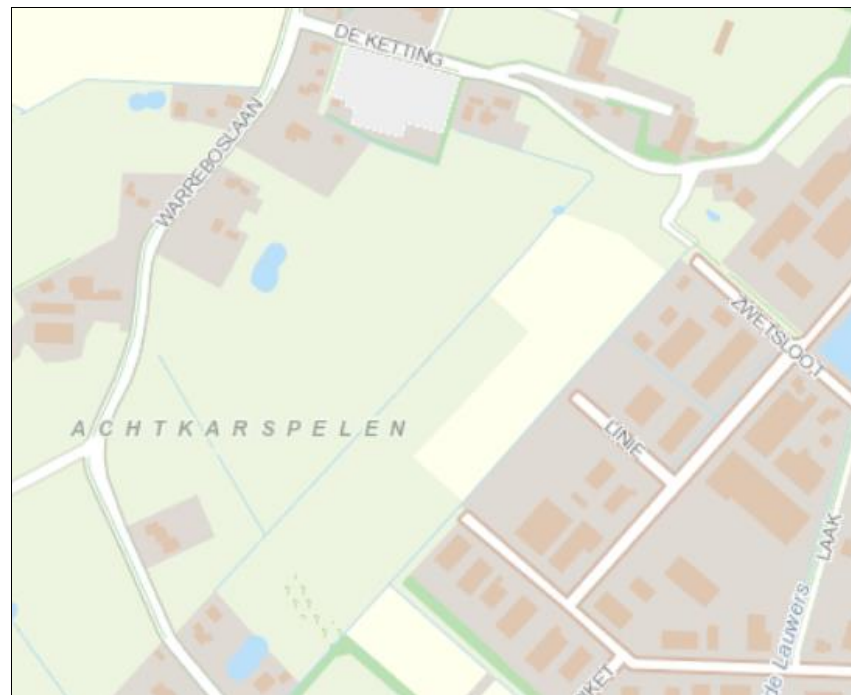 DE KETTING
WARREBOSLAAN
ZWETSLOOT
ACHTKARSPELEN
LINIE
LAAK
de Lauwers